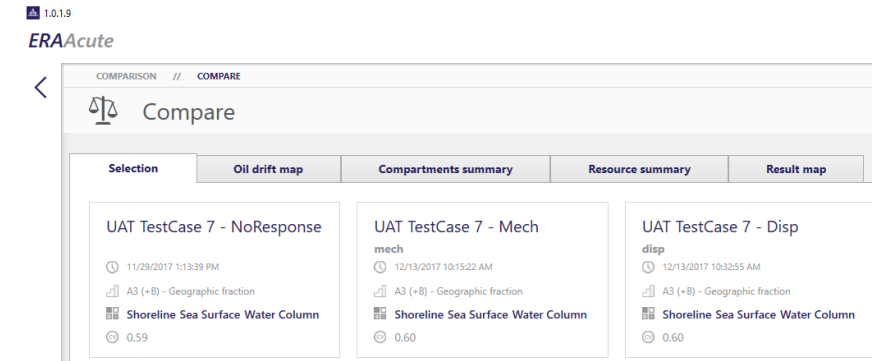 1.0.1.9
ERAAcute
COMPARISON // COMPARE
Compare
Selection Oil drift map Compartments summary Resource summary Result map
UAT TestCase 7 - NoResponse UAT TestCase 7 - Mech UAT TestCase 7 - Disp
mech disp
11/29/2017 1:13:39 PM 12/13/2017 10:15:22 AM 12/13/2017 10:32:55 AM
A3 (+B) - Geographic fraction A3 (+B) - Geographic fraction A3 (+B) - Geographic fraction
Shoreline Sea Surface Water Column Shoreline Sea Surface Water Column Shoreline Sea Surface Water Column
CV 0.59 CV 0.60 CV 0.60